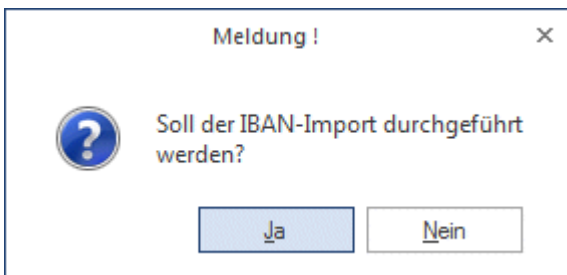 Meldung !
Soll der IBAN-Import durchgeführt
werden?
Ja
Nein